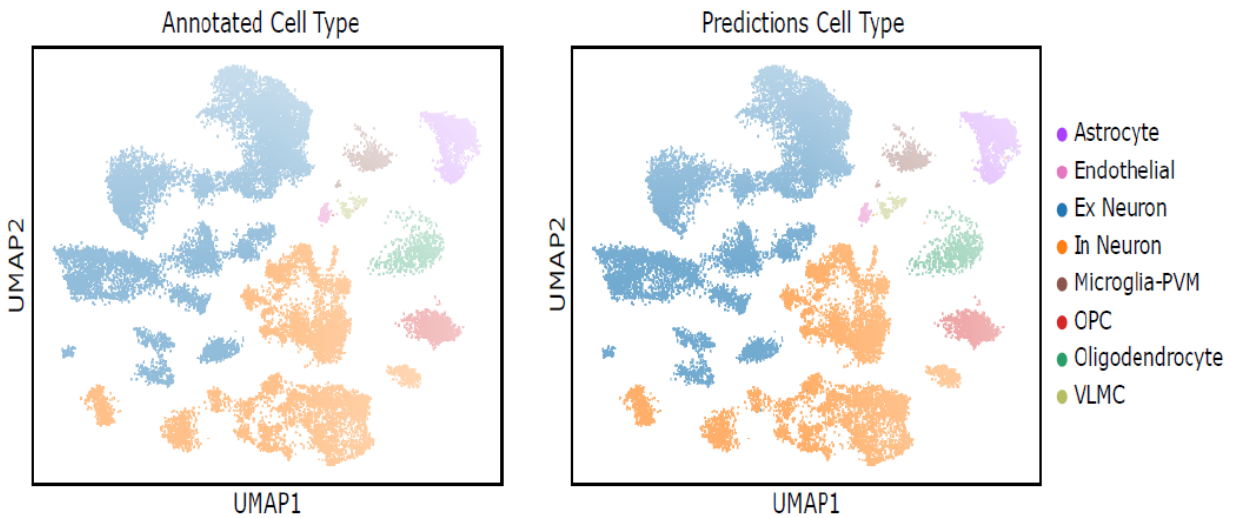 Annotated Cell Type
Predictions Cell Type
UMAP2
UMAP1
UMAP2
UMAP1
Astrocyte
Endothelial
Ex Neuron
In Neuron
Microglia-PVM
OPC
Oligodendrocyte
VLMC